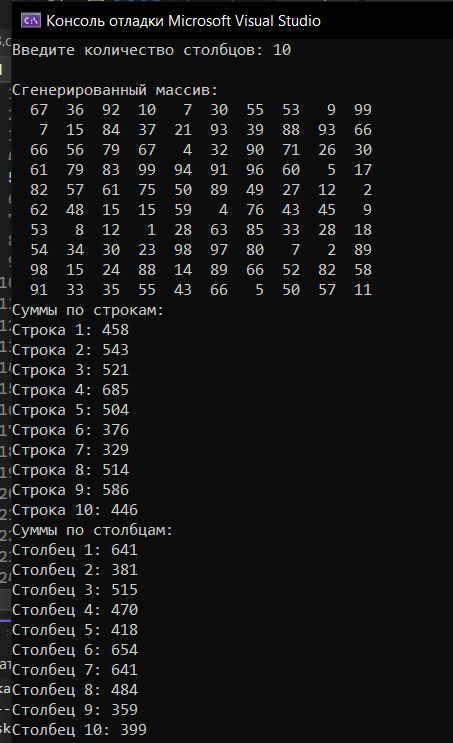 Консоль отладки Microsoft Visual Studio
Введите количество столбцов: 10
Сгенерированный массив:
67 36 92 10 7 30 55 53 9 99
7 15 84 37 21 93 39 88 93 66
66 56 79 67 4 32 90 71 26 30
61 79 83 99 94 91 96 60 5 17
82 57 61 75 50 89 49 27 12 2
62 48 15 15 59 4 76 43 45 9
53 8 12 1 28 63 85 33 28 18
54 34 30 23 98 97 80 7 2 89
98 15 24 88 14 89 66 52 82 58
91 33 35 55 43 66 5 50 57 11
Суммы по строкам:
Строка 1: 458
Строка 2: 543
Строка 3: 521
Строка 4: 685
Строка 5: 504
Строка 6: 376
Строка 7: 329
Строка 8: 514
Строка 9: 586
Строка 10: 446
Суммы по столбцам:
Столбец 1: 641
Столбец 2: 381
Столбец 3: 515
Столбец 4: 470
Столбец 5: 418
Столбец 6: 654
Столбец 7: 641
Столбец 8: 484
Столбец 9: 359
Столбец 10: 399